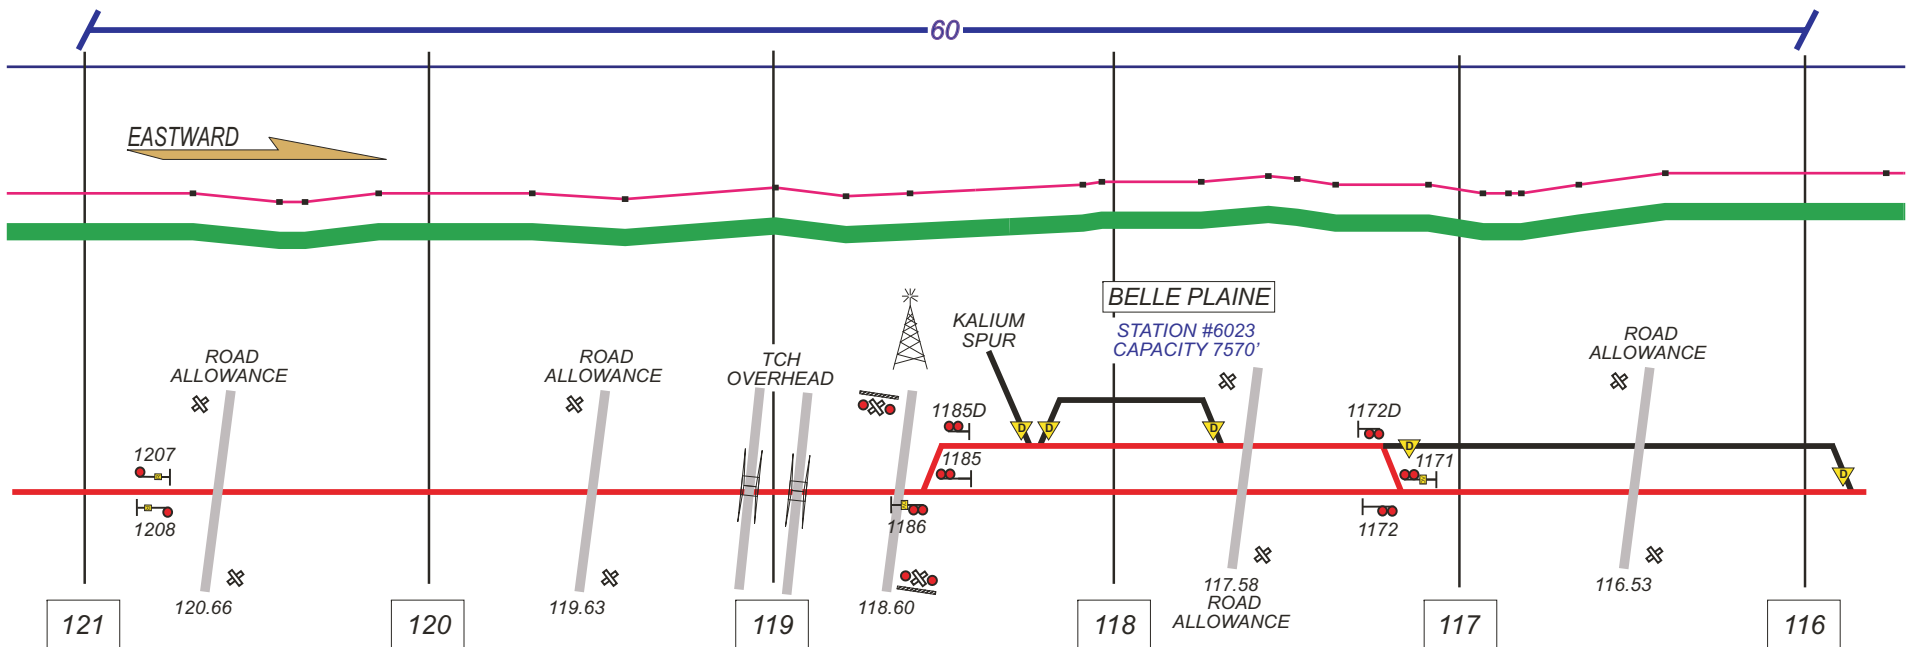 60
EASTWARD
BELLE PLAINE
STATION #6023
CAPACITY 7570'
KALIUM
SPUR
ROAD
ALLOWANCE
ROAD
ALLOWANCE
TCH
OVERHEAD
ROAD
ALLOWANCE
1185D
1172D
1207
1185
1171
1208
1186
1172
D
D
D
D
D
120.66
119.63
118.60
117.58
ROAD
ALLOWANCE
116.53
121
120
119
118
117
116